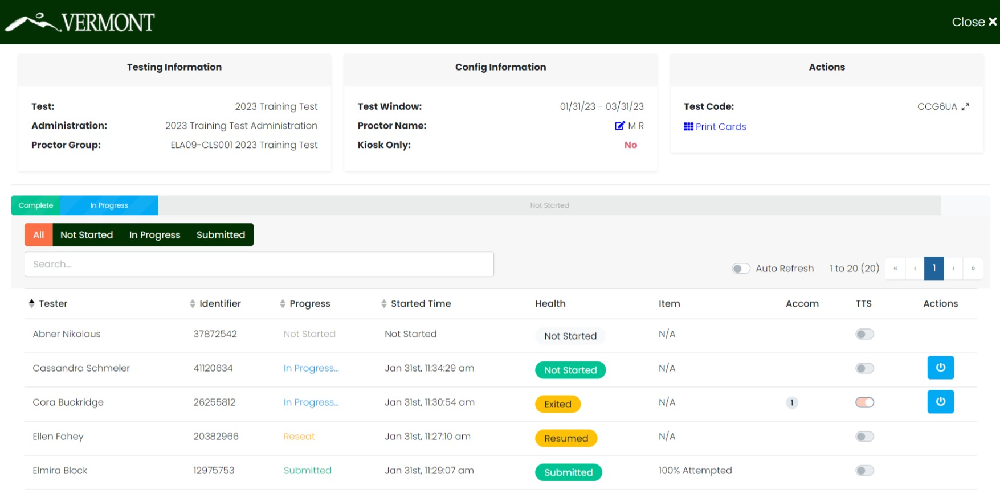 VERMONT
Close ✕
Testing Information
Test: 2023 Training Test
Administration: 2023 Training Test Administration
Proctor Group: ELA09-CLS001 2023 Training Test
Config Information
Test Window: 01/31/23 - 03/31/23
Proctor Name: M R
Kiosk Only: No
Actions
Test Code: CCG6UA
Print Cards
Complete In Progress Not Started
All Not Started In Progress Submitted
Search...
Auto Refresh 1 to 20 (20) « ‹ 1 › »
Tester Identifier Progress Started Time Health Item Accom TTS Actions
Abner Nikolaus 37872542 Not Started Not Started Not Started N/A
Cassandra Schmeler 41120634 In Progress... Jan 31st, 11:34:29 am Not Started N/A
Cora Buckridge 26255812 In Progress... Jan 31st, 11:30:54 am Exited N/A 1
Ellen Fahey 20382966 Reseat Jan 31st, 11:27:10 am Resumed N/A
Elmira Block 12975753 Submitted Jan 31st, 11:29:07 am Submitted 100% Attempted